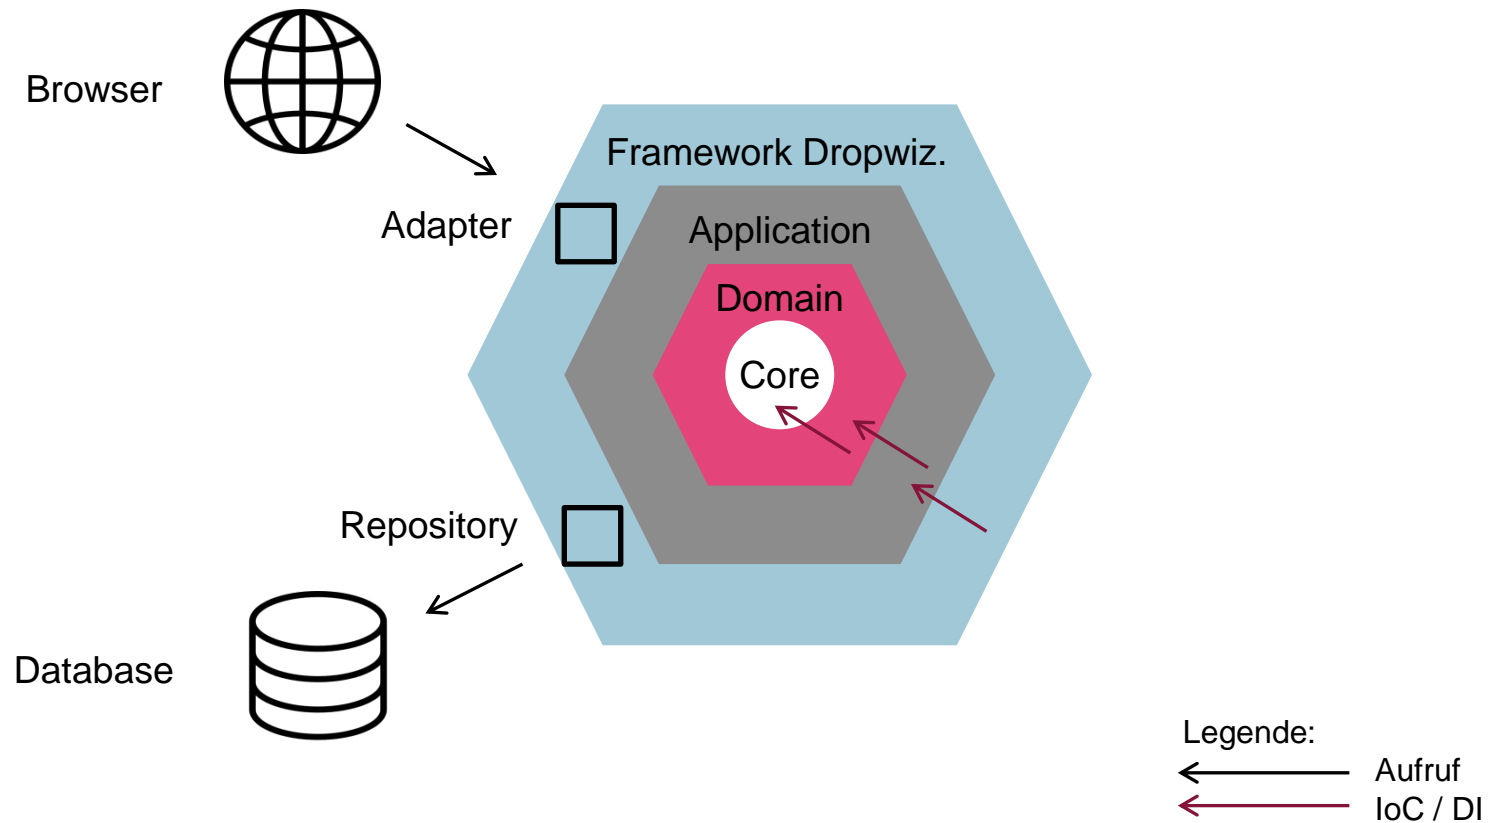 Browser
Framework Dropwiz.
Adapter
Application
Domain
Core
Repository
Database
Legende:
Aufruf
IoC / DI